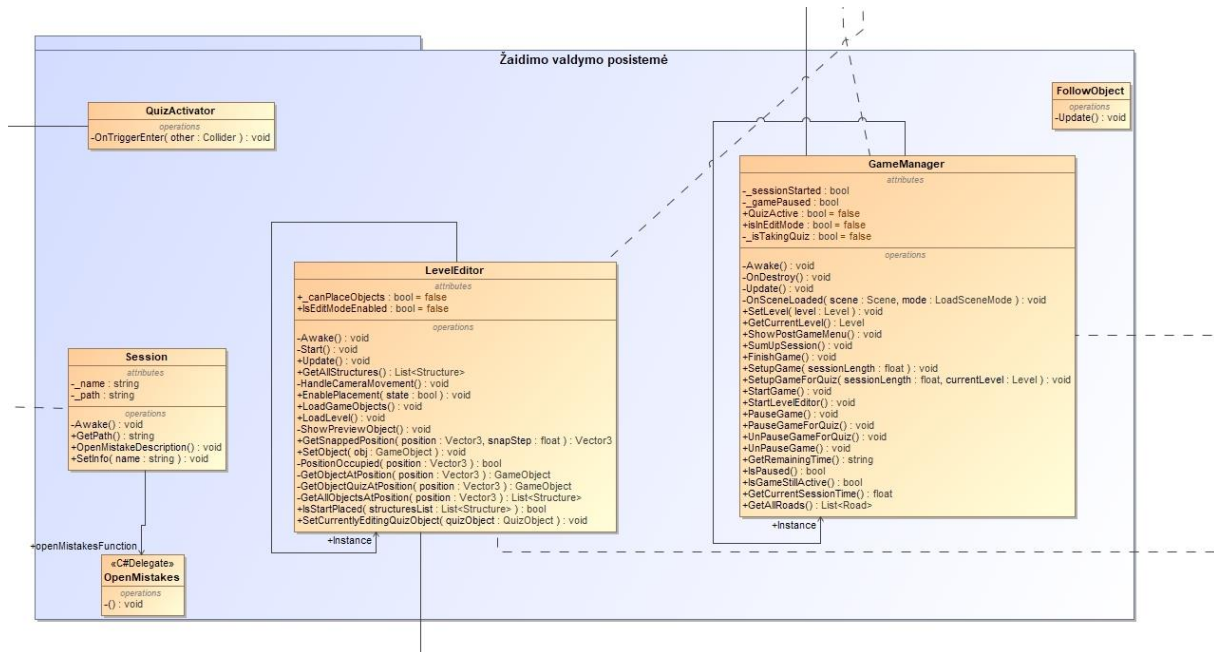 Žaidimo valdymo posistemė
QuizActivator
operations
-OnTriggerEnter( other : Collider ) : void
FollowObject
operations
-Update() : void
GameManager
attributes
-_sessionStarted : bool
-_gamePaused : bool
+QuizActive : bool = false
+isInEditMode : bool = false
-_isTakingQuiz : bool = false
operations
-Awake() : void
-OnDestroy() : void
-Update() : void
-OnSceneLoaded( scene : Scene, mode : LoadSceneMode ) : void
+SetLevel( level : Level ) : void
+GetCurrentLevel() : Level
+ShowPostGameMenu() : void
+SumUpSession() : void
+FinishGame() : void
+SetupGame( sessionLength : float ) : void
+SetupGameForQuiz( sessionLength : float, currentLevel : Level ) : void
+StartGame() : void
+StartLevelEditor() : void
+PauseGame() : void
+PauseGameForQuiz() : void
+UnPauseGameForQuiz() : void
+UnPauseGame() : void
+GetRemainingTime() : string
+IsPaused() : bool
+IsGameStillActive() : bool
+GetCurrentSessionTime() : float
+GetAllRoads() : List<Road>
+Instance
LevelEditor
attributes
+_canPlaceObjects : bool = false
+IsEditModeEnabled : bool = false
operations
-Awake() : void
-Start() : void
+Update() : void
+GetAllStructures() : List<Structure>
-HandleCameraMovement() : void
+EnablePlacement( state : bool ) : void
+LoadGameObjects() : void
+LoadLevel() : void
-ShowPreviewObject() : void
+GetSnappedPosition( position : Vector3, snapStep : float ) : Vector3
+SetObject( obj : GameObject ) : void
-PositionOccupied( position : Vector3 ) : bool
-GetObjectAtPosition( position : Vector3 ) : GameObject
-GetObjectQuizAtPosition( position : Vector3 ) : GameObject
-GetAllObjectsAtPosition( position : Vector3 ) : List<Structure>
+IsStartPlaced( structuresList : List<Structure> ) : bool
+SetCurrentlyEditingQuizObject( quizObject : QuizObject ) : void
+Instance
Session
attributes
-_name : string
-_path : string
operations
-Awake() : void
+GetPath() : string
+OpenMistakeDescription() : void
+SetInfo( name : string ) : void
+openMistakesFunction
«C#Delegate»
OpenMistakes
operations
-() : void